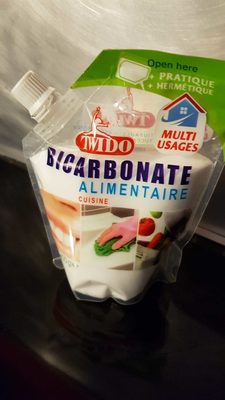 Open here
+ PRATIQUE
+ HERMÉTIQUE
MULTI
USAGES
TWIDO
BICARBONATE
ALIMENTAIRE
CUISINE